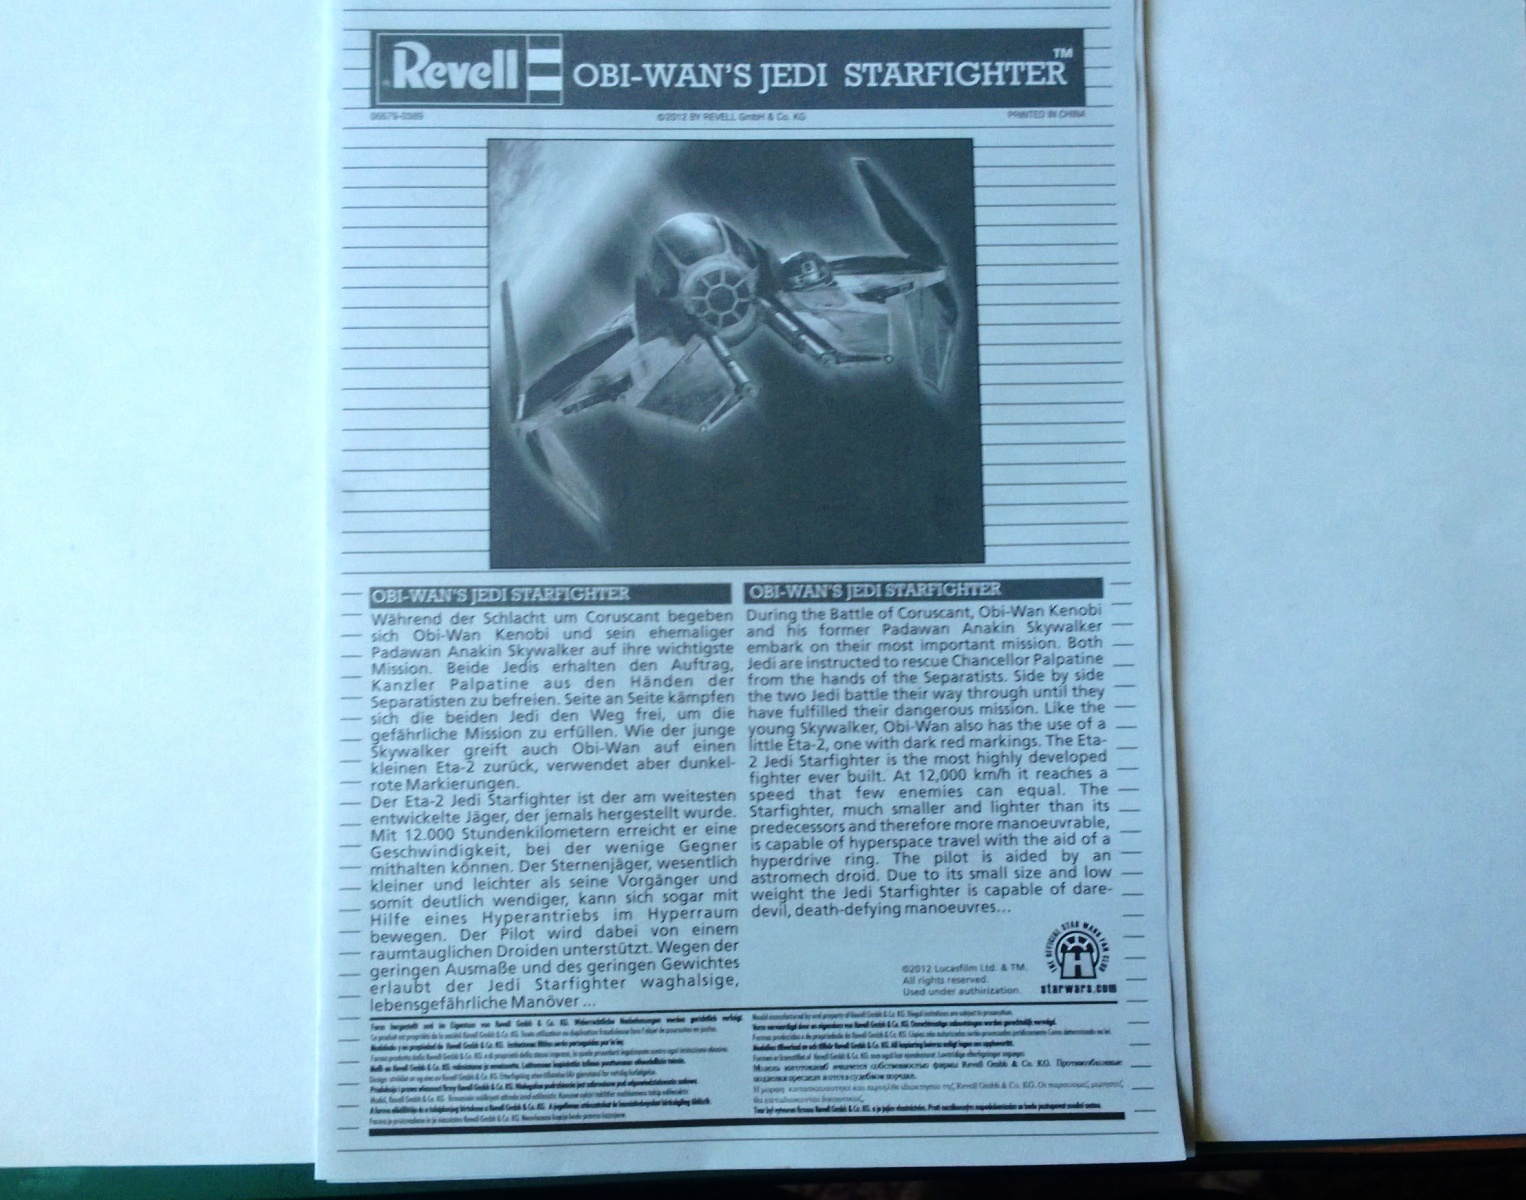 Revell
OBI-WAN'S JEDI STARFIGHTER™
06679-0389
©2012 BY REVELL GmbH & Co. KG
PRINTED IN CHINA
OBI-WAN'S JEDI STARFIGHTER
Während der Schlacht um Coruscant begeben
sich Obi-Wan Kenobi und sein ehemaliger
Padawan Anakin Skywalker auf ihre wichtigste
Mission. Beide Jedis erhalten den Auftrag,
Kanzler Palpatine aus den Händen der
Separatisten zu befreien. Seite an Seite kämpfen
sich die beiden Jedi den Weg frei, um die
gefährliche Mission zu erfüllen. Wie der junge
Skywalker greift auch Obi-Wan auf einen
kleinen Eta-2 zurück, verwendet aber dunkel-
rote Markierungen.
Der Eta-2 Jedi Starfighter ist der am weitesten
entwickelte Jäger, der jemals hergestellt wurde.
Mit 12.000 Stundenkilometern erreicht er eine
Geschwindigkeit, bei der wenige Gegner
mithalten können. Der Sternenjäger, wesentlich
kleiner und leichter als seine Vorgänger und
somit deutlich wendiger, kann sich sogar mit
Hilfe eines Hyperantriebs im Hyperraum
bewegen. Der Pilot wird dabei von einem
raumtauglichen Droiden unterstützt. Wegen der
geringen Ausmaße und des geringen Gewichtes
erlaubt der Jedi Starfighter waghalsige,
lebensgefährliche Manöver ...
OBI-WAN'S JEDI STARFIGHTER
During the Battle of Coruscant, Obi-Wan Kenobi
and his former Padawan Anakin Skywalker
embark on their most important mission. Both
Jedi are instructed to rescue Chancellor Palpatine
from the hands of the Separatists. Side by side
the two Jedi battle their way through until they
have fulfilled their dangerous mission. Like the
young Skywalker, Obi-Wan also has the use of a
little Eta-2, one with dark red markings. The Eta-
2 Jedi Starfighter is the most highly developed
fighter ever built. At 12,000 km/h it reaches a
speed that few enemies can equal. The
Starfighter, much smaller and lighter than its
predecessors and therefore more manoeuvrable,
is capable of hyperspace travel with the aid of a
hyperdrive ring. The pilot is aided by an
astromech droid. Due to its small size and low
weight the Jedi Starfighter is capable of dare-
devil, death-defying manoeuvres...
©2012 Lucasfilm Ltd. & TM.
All rights reserved.
Used under authirization.
THE OFFICIAL STAR WARS FAN CLUB
starwars.com